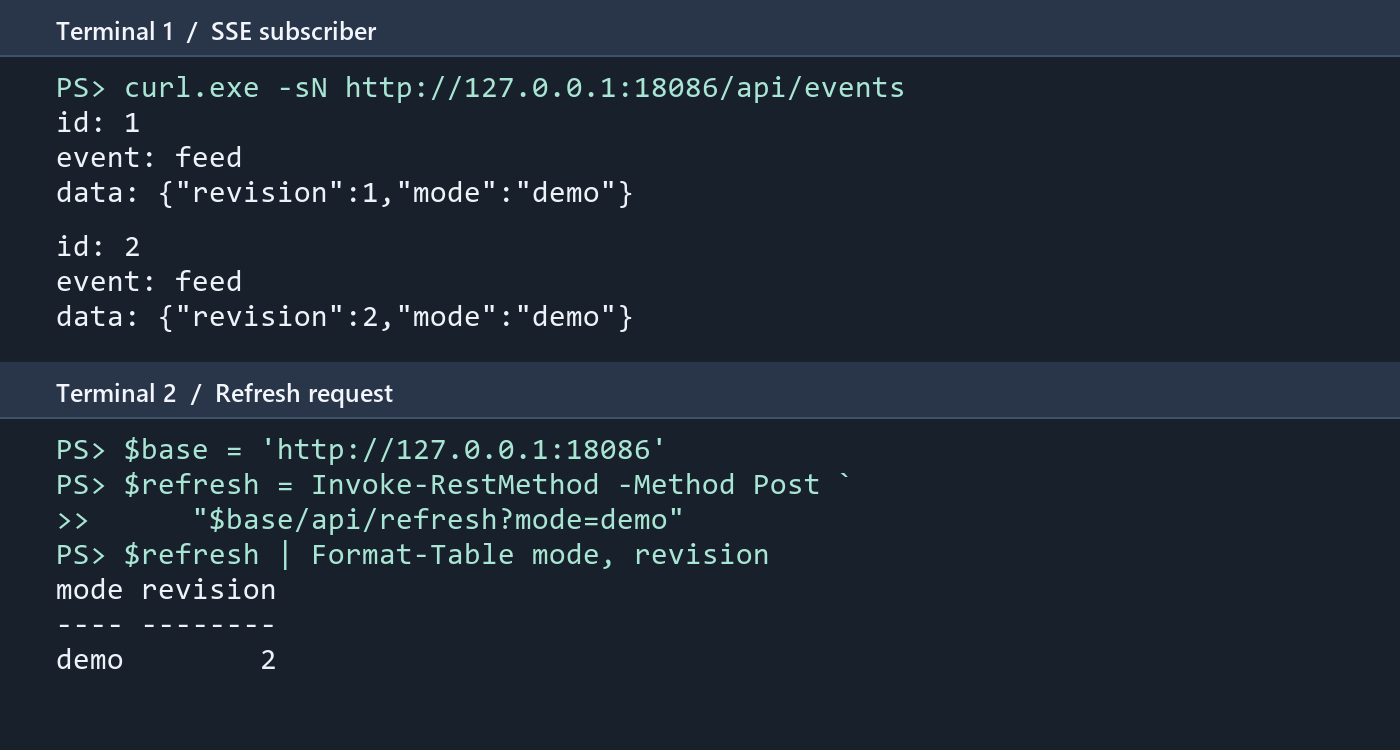 Terminal 1 / SSE subscriber
PS> curl.exe -sN http://127.0.0.1:18086/api/events
id: 1
event: feed
data: {"revision":1,"mode":"demo"}
id: 2
event: feed
data: {"revision":2,"mode":"demo"}
Terminal 2 / Refresh request
PS> $base = 'http://127.0.0.1:18086'
PS> $refresh = Invoke-RestMethod -Method Post `
>>      "$base/api/refresh?mode=demo"
PS> $refresh | Format-Table mode, revision
mode revision
---- --------
demo        2